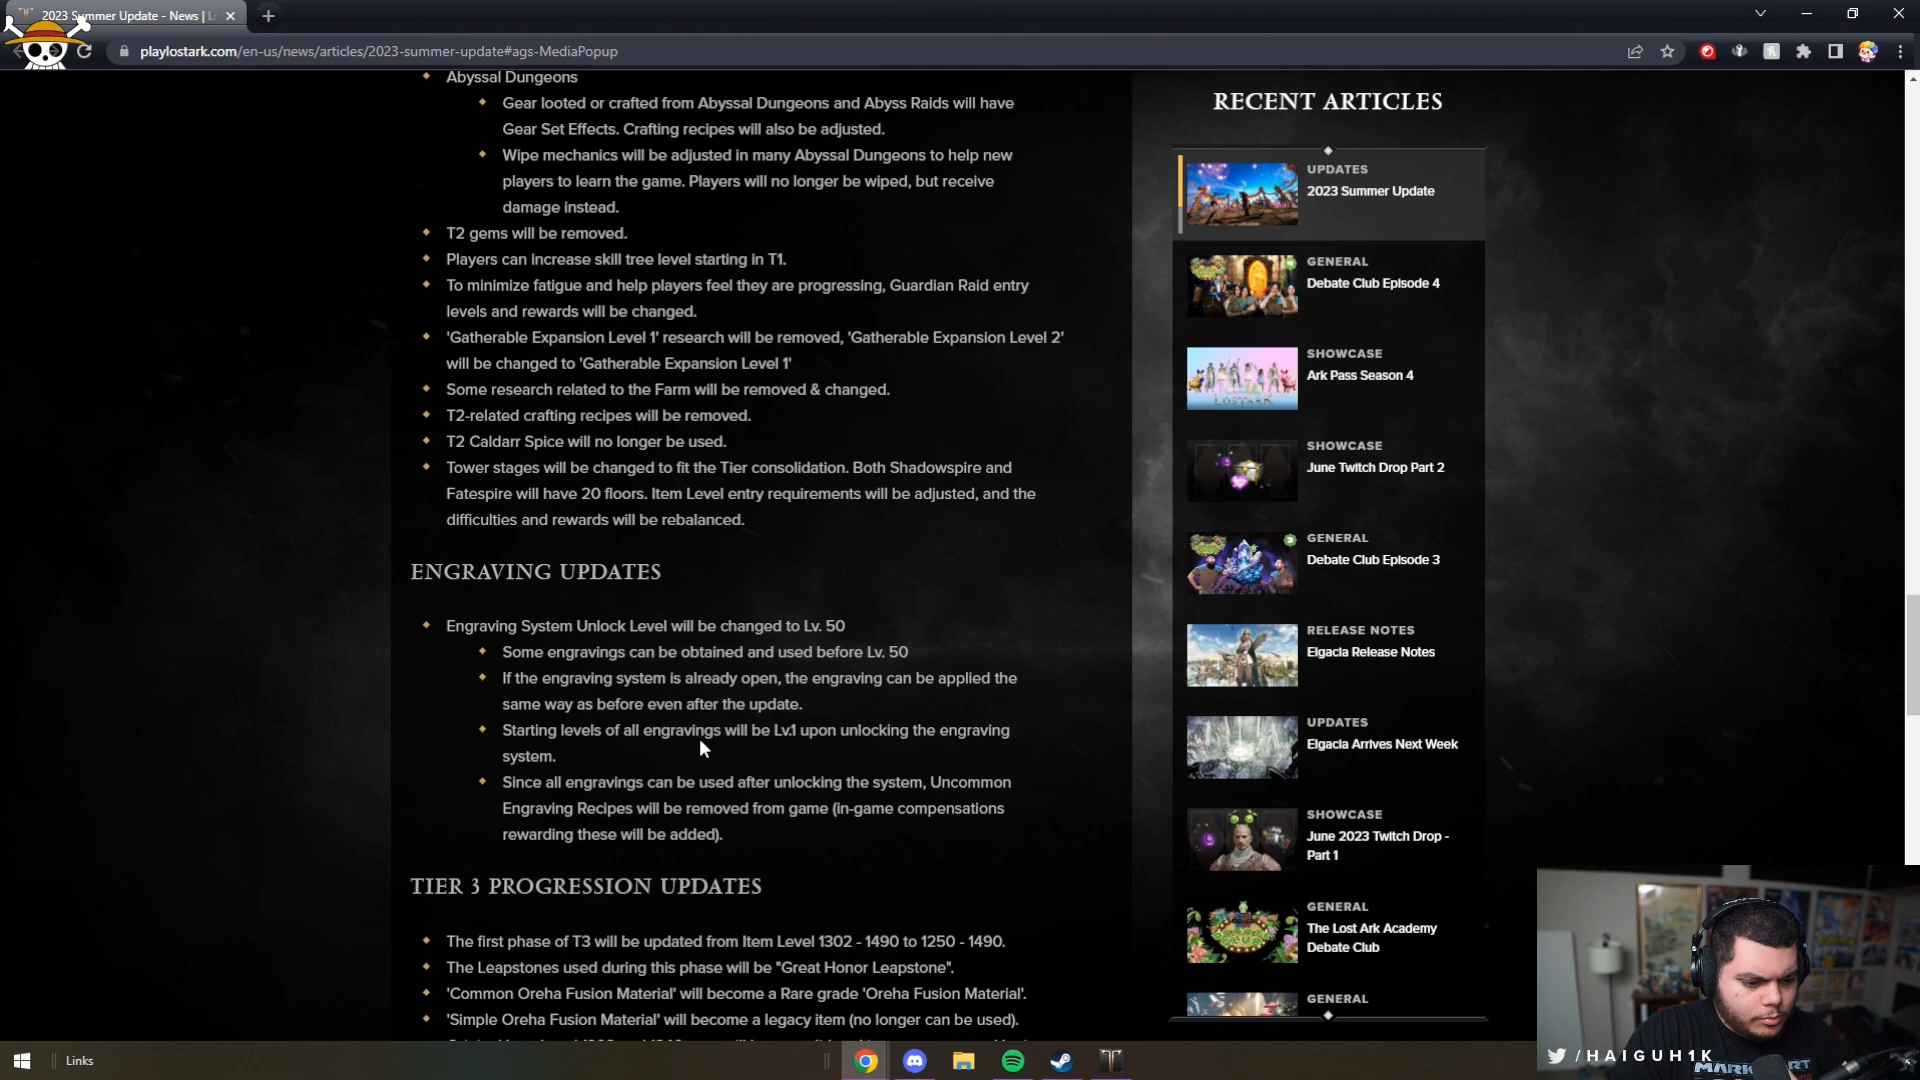 2023 Summer Update - News | L
playlostark.com/en-us/news/articles/2023-summer-update#ags-MediaPopup
Abyssal Dungeons
Gear looted or crafted from Abyssal Dungeons and Abyss Raids will have
Gear Set Effects. Crafting recipes will also be adjusted.
Wipe mechanics will be adjusted in many Abyssal Dungeons to help new
players to learn the game. Players will no longer be wiped, but receive
damage instead.
T2 gems will be removed.
Players can increase skill tree level starting in T1.
To minimize fatigue and help players feel they are progressing, Guardian Raid entry
levels and rewards will be changed.
'Gatherable Expansion Level 1' research will be removed, 'Gatherable Expansion Level 2'
will be changed to 'Gatherable Expansion Level 1'
Some research related to the Farm will be removed & changed.
T2-related crafting recipes will be removed.
T2 Caldarr Spice will no longer be used.
Tower stages will be changed to fit the Tier consolidation. Both Shadowspire and
Fatespire will have 20 floors. Item Level entry requirements will be adjusted, and the
difficulties and rewards will be rebalanced.
ENGRAVING UPDATES
Engraving System Unlock Level will be changed to Lv. 50
Some engravings can be obtained and used before Lv. 50
If the engraving system is already open, the engraving can be applied the
same way as before even after the update.
Starting levels of all engravings will be Lv.1 upon unlocking the engraving
system.
Since all engravings can be used after unlocking the system, Uncommon
Engraving Recipes will be removed from game (in-game compensations
rewarding these will be added).
TIER 3 PROGRESSION UPDATES
The first phase of T3 will be updated from Item Level 1302 - 1490 to 1250 - 1490.
The Leapstones used during this phase will be "Great Honor Leapstone".
'Common Oreha Fusion Material' will become a Rare grade 'Oreha Fusion Material'.
'Simple Oreha Fusion Material' will become a legacy item (no longer can be used).
RECENT ARTICLES
UPDATES
2023 Summer Update
GENERAL
Debate Club Episode 4
SHOWCASE
Ark Pass Season 4
SHOWCASE
June Twitch Drop Part 2
GENERAL
Debate Club Episode 3
RELEASE NOTES
Elgacia Release Notes
UPDATES
Elgacia Arrives Next Week
SHOWCASE
June 2023 Twitch Drop -
Part 1
GENERAL
The Lost Ark Academy
Debate Club
GENERAL
Links
/HAIGUH1K